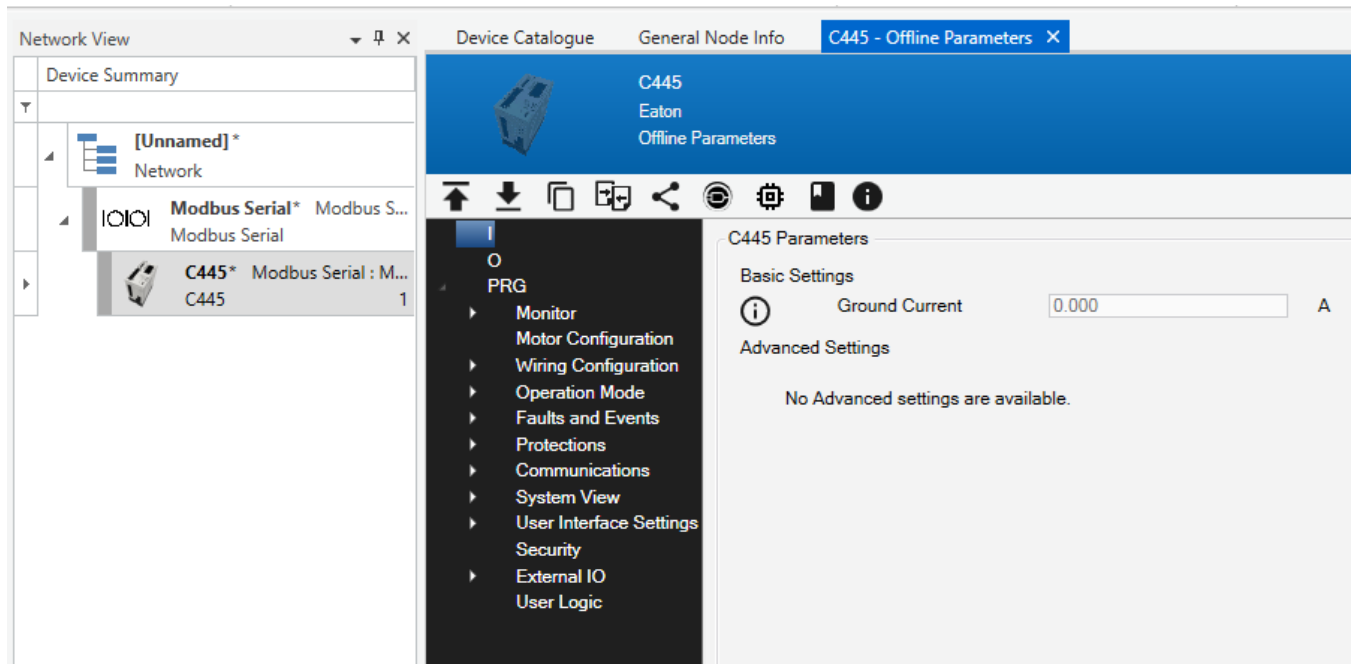 Network View
Device Summary
[Unnamed] *
Network
Modbus Serial* Modbus S...
Modbus Serial
C445* Modbus Serial : M...
C445 1
Device Catalogue General Node Info C445 - Offline Parameters
C445
Eaton
Offline Parameters
I
O
PRG
Monitor
Motor Configuration
Wiring Configuration
Operation Mode
Faults and Events
Protections
Communications
System View
User Interface Settings
Security
External IO
User Logic
C445 Parameters
Basic Settings
Ground Current 0.000 A
Advanced Settings
No Advanced settings are available.